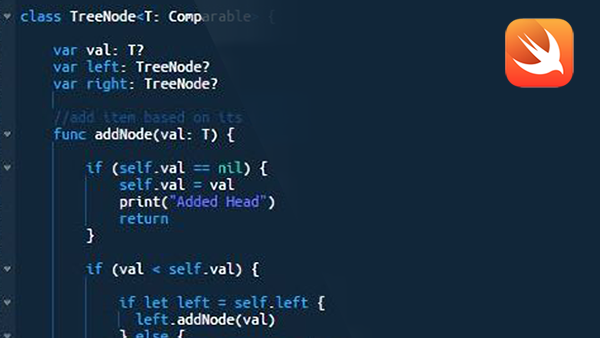 class TreeNode<T: Comparable> {
var val: T?
var left: TreeNode?
var right: TreeNode?
//add item based on its
func addNode(val: T) {
if (self.val == nil) {
self.val = val
print("Added Head")
return
}
if (val < self.val) {
if let left = self.left {
left.addNode(val)
} else {